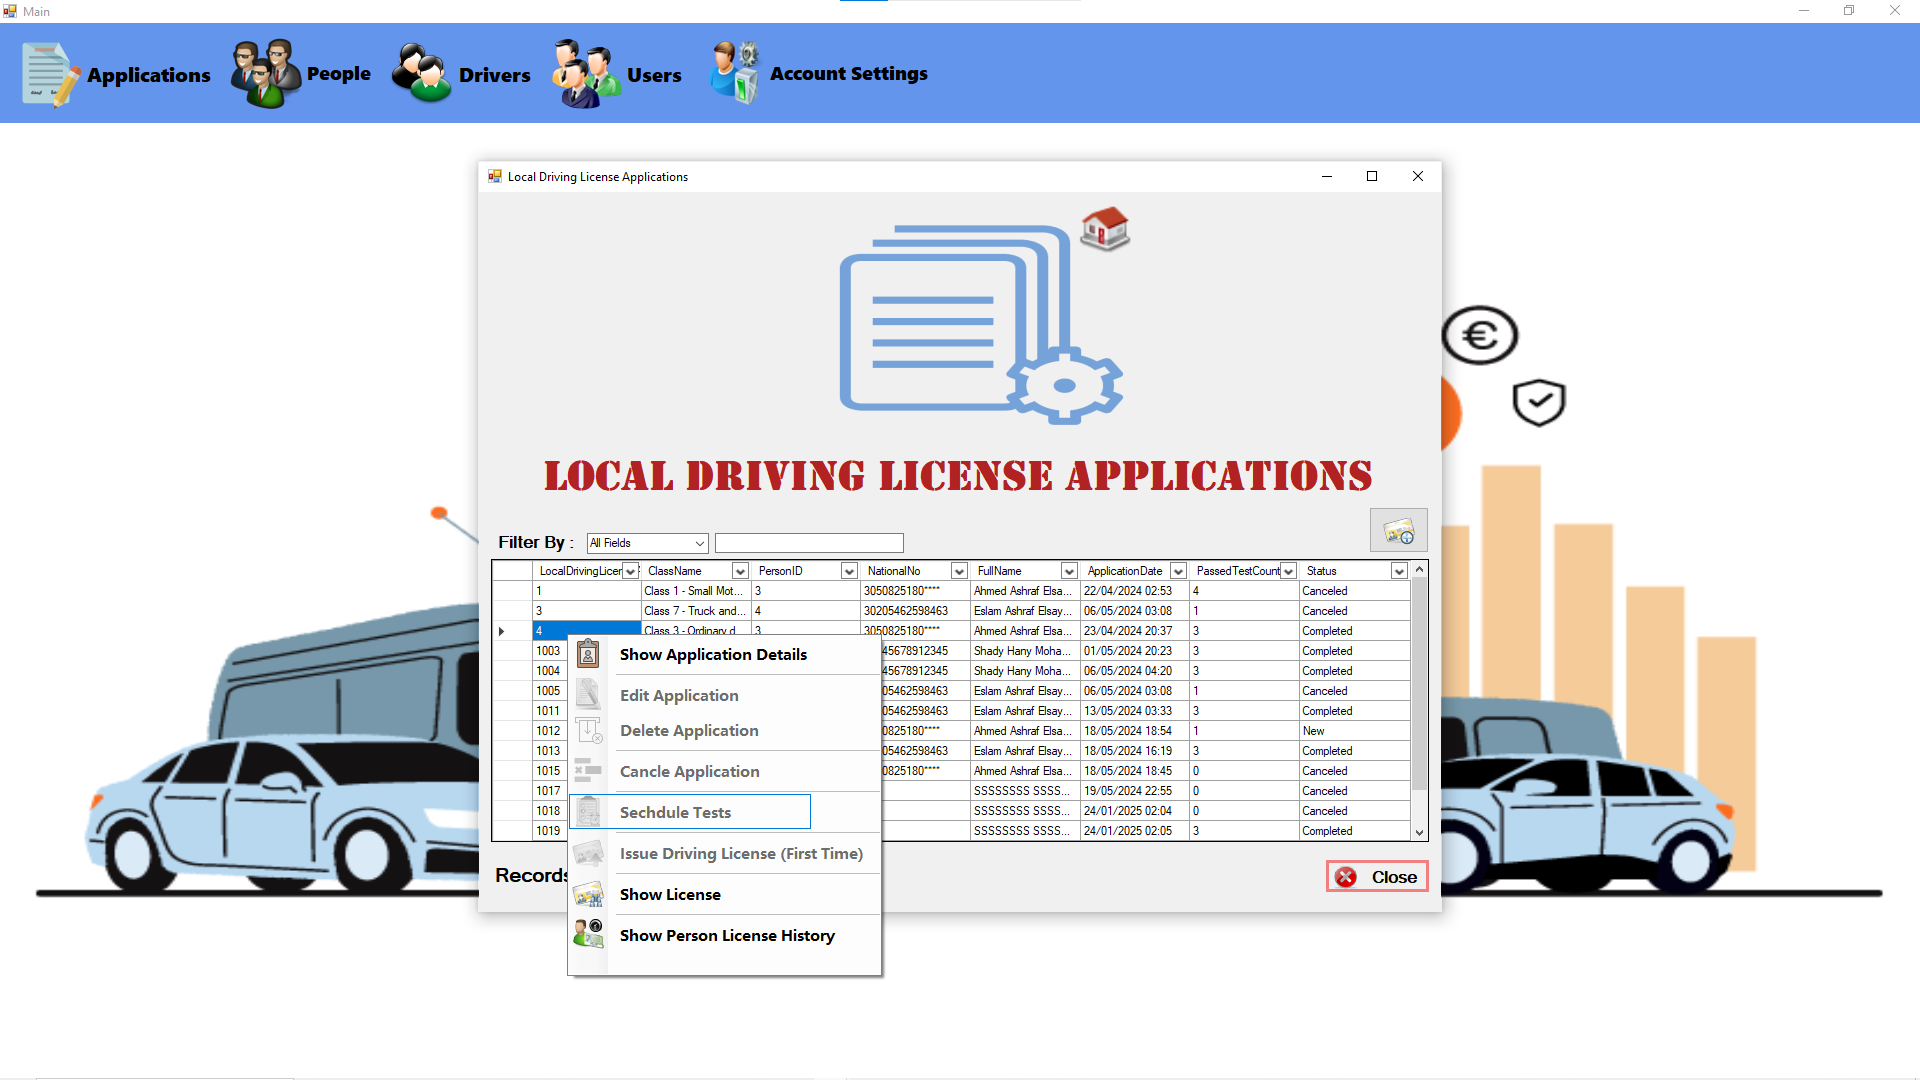 Main
Applications People Drivers Users Account Settings
Local Driving License Applications
LOCAL DRIVING LICENSE APPLICATIONS
Filter By : All Fields
LocalDrivingLicen ClassName PersonID NationalNo FullName ApplicationDate PassedTestCount Status
1 Class 1 - Small Mot... 3 3050825180**** Ahmed Ashraf Elsa... 22/04/2024 02:53 4 Canceled
3 Class 7 - Truck and... 4 30205462598463 Eslam Ashraf Elsay... 06/05/2024 03:08 1 Canceled
4 Class 3 - Ordinary d 3 3050825180**** Ahmed Ashraf Elsa... 23/04/2024 20:37 3 Completed
1003 45678912345 Shady Hany Moha... 01/05/2024 20:23 3 Completed
1004 45678912345 Shady Hany Moha... 06/05/2024 04:20 3 Completed
1005 05462598463 Eslam Ashraf Elsay... 06/05/2024 03:08 1 Canceled
1011 05462598463 Eslam Ashraf Elsay... 13/05/2024 03:33 3 Completed
1012 0825180**** Ahmed Ashraf Elsa... 18/05/2024 18:54 1 New
1013 05462598463 Eslam Ashraf Elsay... 18/05/2024 16:19 3 Completed
1015 0825180**** Ahmed Ashraf Elsa... 18/05/2024 18:45 0 Canceled
1017 SSSSSSSS SSSS... 19/05/2024 22:55 0 Canceled
1018 SSSSSSSS SSSS... 24/01/2025 02:04 0 Canceled
1019 SSSSSSSS SSSS... 24/01/2025 02:05 3 Completed
Show Application Details
Edit Application
Delete Application
Cancle Application
Sechdule Tests
Issue Driving License (First Time)
Show License
Show Person License History
Records
Close